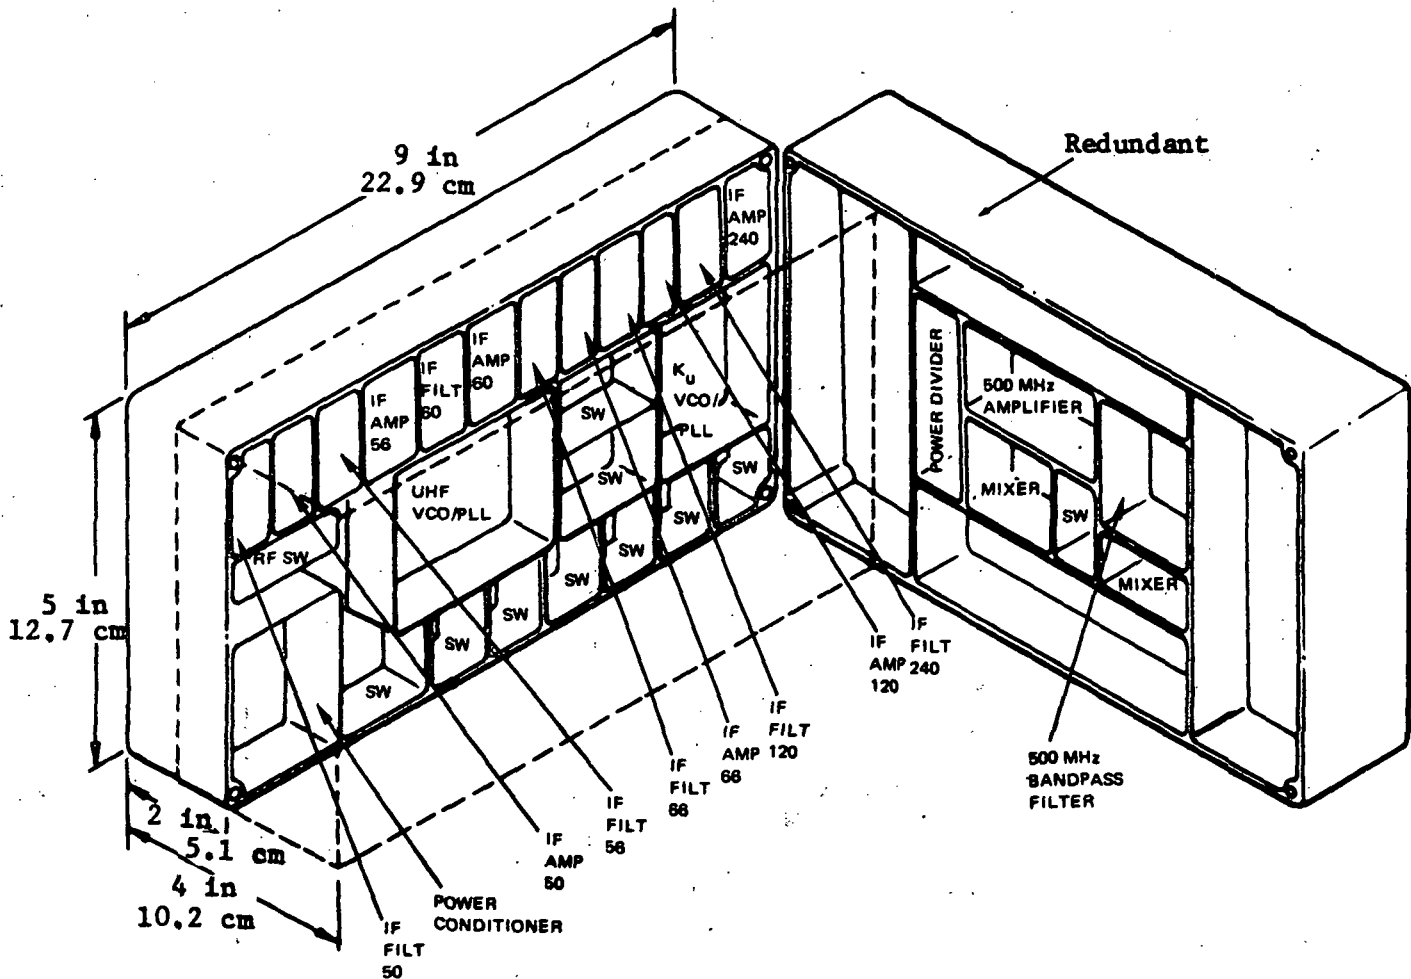 9 in
22.9 cm
Redundant
IF
AMP
240
IF
AMP
60
IF
FILT
60
IF
AMP
56
KU
VCO/
PLL
SW
SW
UHF
VCO/PLL
RF SW
SW
SW
SW
SW
SW
SW
SW
POWER DIVIDER
500 MHz
AMPLIFIER
MIXER
SW
MIXER
5 in
12.7 cm
2 in
5.1 cm
4 in
10.2 cm
IF
FILT
50
POWER
CONDITIONER
IF
AMP
50
IF
FILT
56
IF
FILT
66
IF
AMP
66
IF
FILT
120
IF
AMP
120
IF
FILT
240
500 MHz
BANDPASS
FILTER